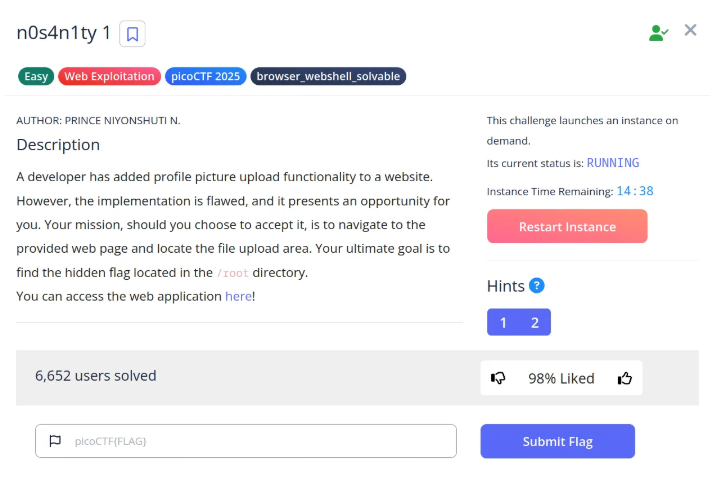 n0s4n1ty 1
Easy Web Exploitation picoCTF 2025 browser_webshell_solvable
AUTHOR: PRINCE NIYONSHUTI N.
Description
A developer has added profile picture upload functionality to a website.
However, the implementation is flawed, and it presents an opportunity for
you. Your mission, should you choose to accept it, is to navigate to the
provided web page and locate the file upload area. Your ultimate goal is to
find the hidden flag located in the /root directory.
You can access the web application here!
This challenge launches an instance on
demand.
Its current status is: RUNNING
Instance Time Remaining: 14:38
Restart Instance
Hints ?
1 2
6,652 users solved
98% Liked
picoCTF{FLAG}
Submit Flag